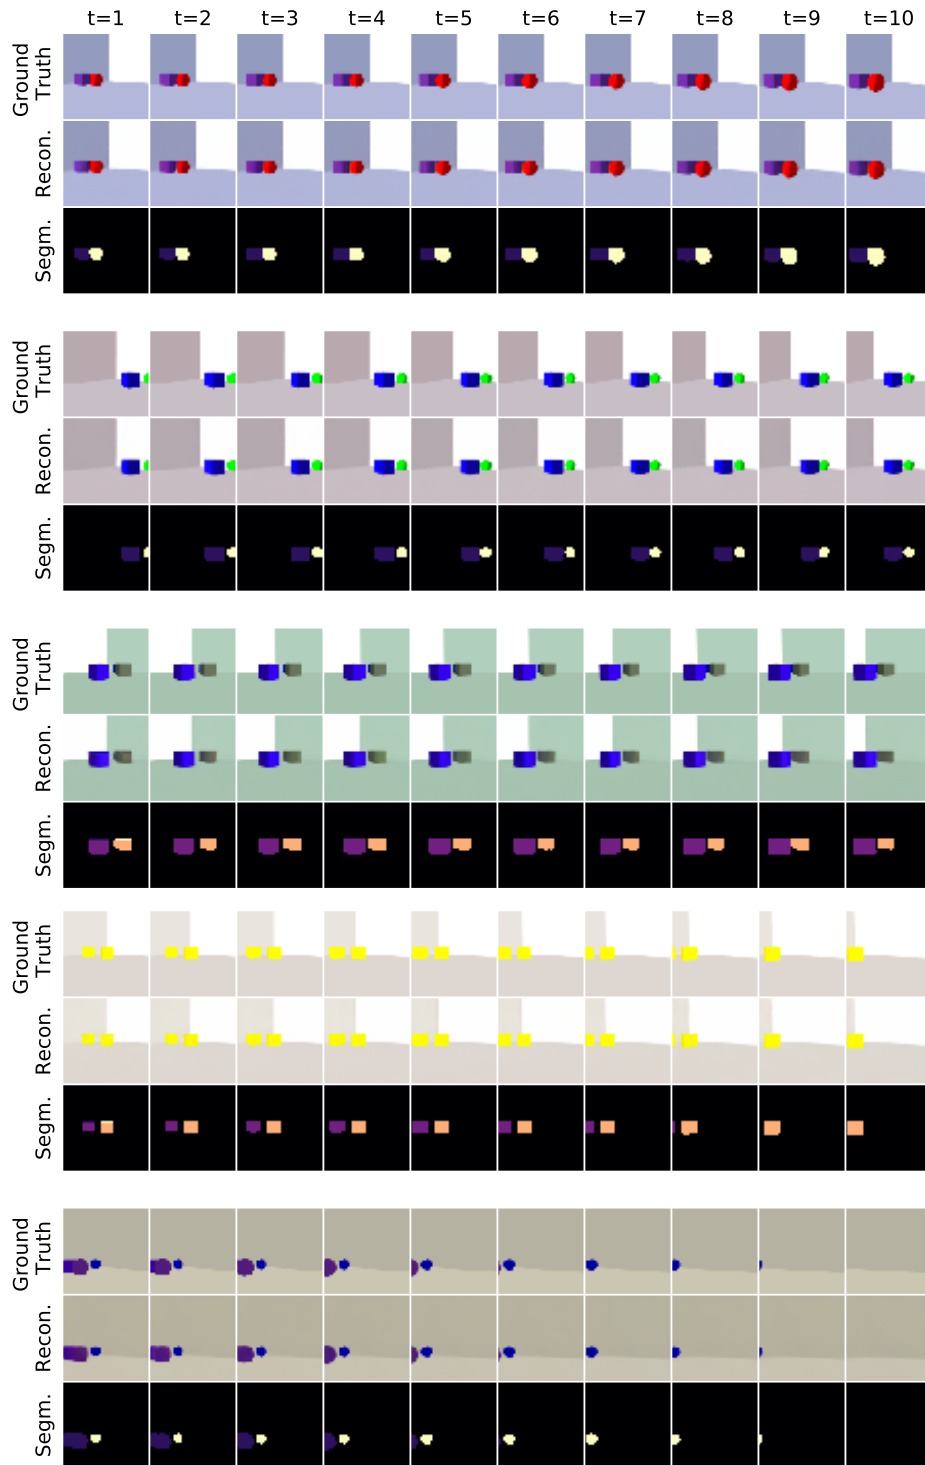 t=1 t=2 t=3 t=4 t=5 t=6 t=7 t=8 t=9 t=10
Ground
Truth
Recon.
Segm.
Ground
Truth
Recon.
Segm.
Ground
Truth
Recon.
Segm.
Ground
Truth
Recon.
Segm.
Ground
Truth
Recon.
Segm.